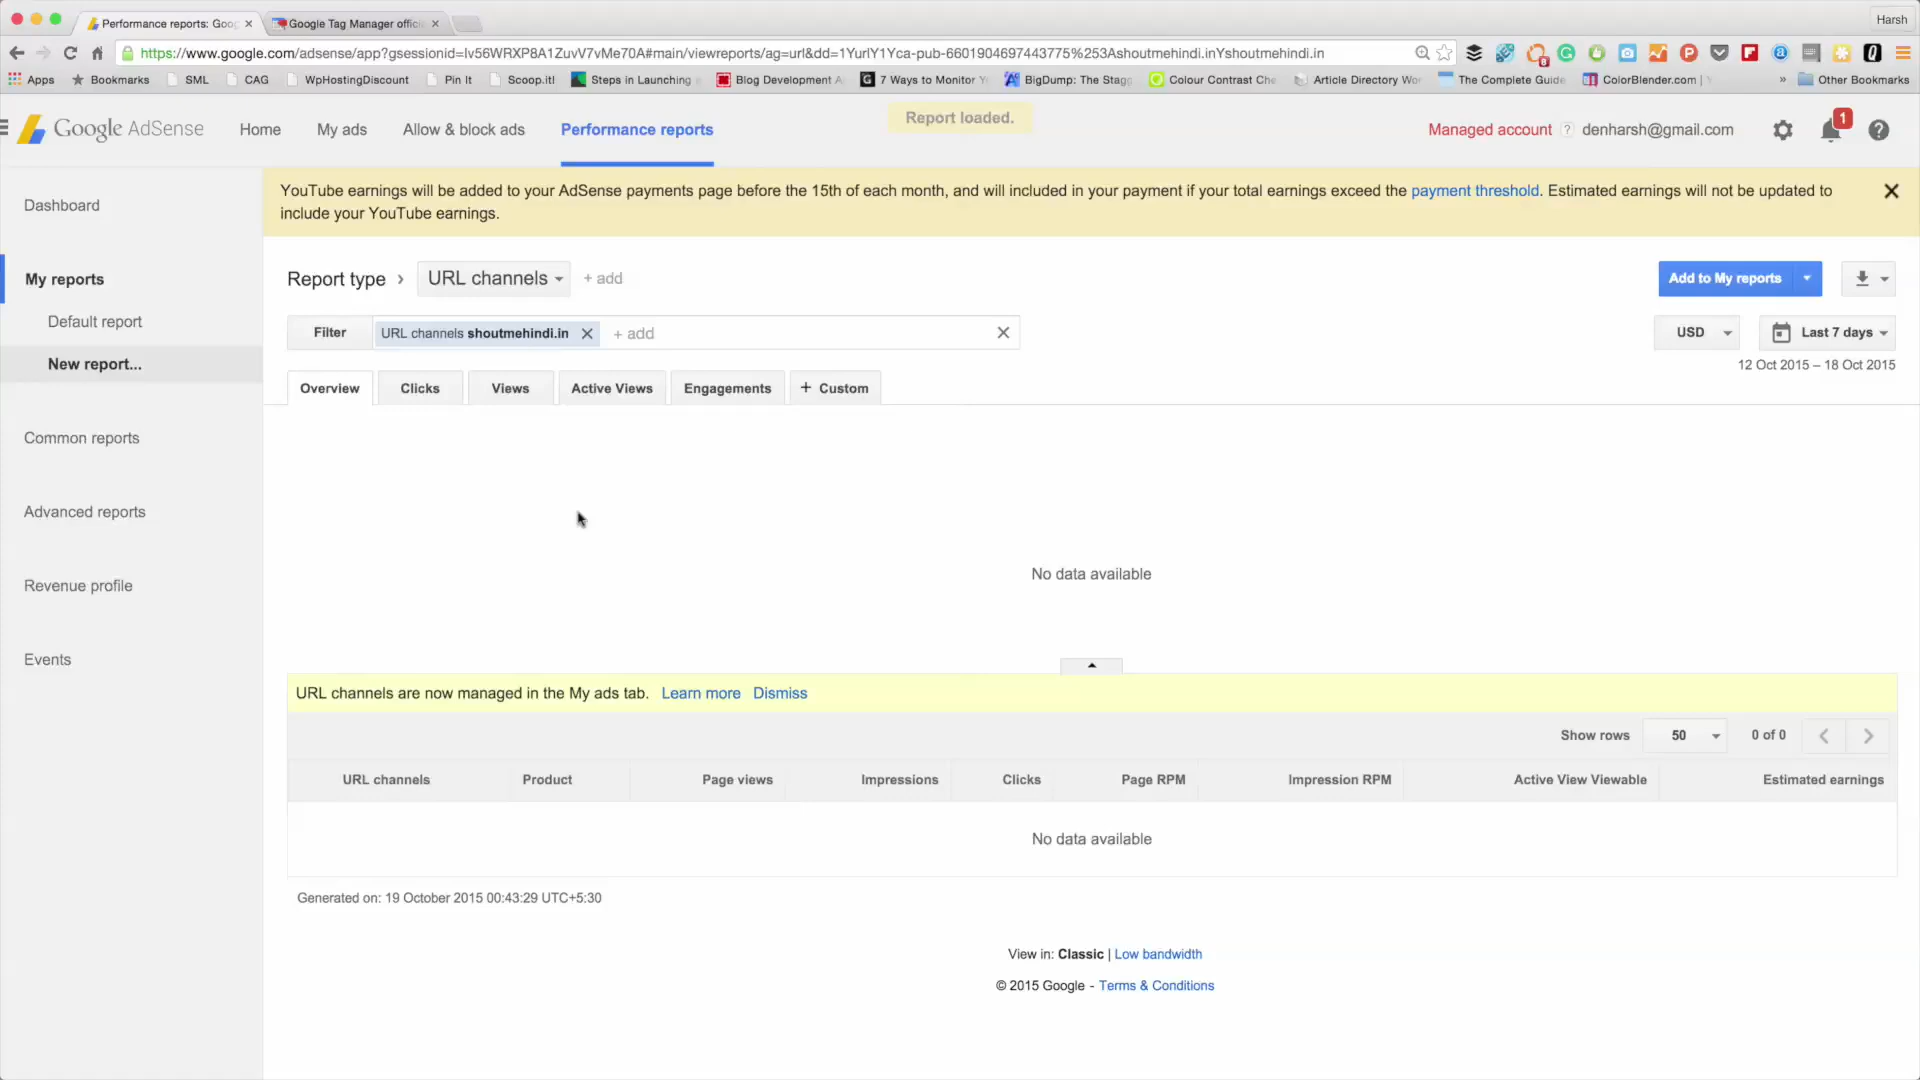 Performance reports: Goog
Google Tag Manager offici
Harsh
https://www.google.com/adsense/app?gsessionid=Iv56WRXP8A1ZuvV7vMe70A#main/viewreports/ag=url&dd=1YurlY1Yca-pub-6601904697443775%253Ashoutmehindi.inYshoutmehindi.in
Apps Bookmarks SML CAG WpHostingDiscount Pin It Scoop.it! Steps in Launching Blog Development A 7 Ways to Monitor Y BigDump: The Stagg Colour Contrast Che Article Directory Wor The Complete Guide ColorBlender.com | » Other Bookmarks
Google AdSense Home My ads Allow & block ads Performance reports Report loaded. Managed account ? denharsh@gmail.com 1
YouTube earnings will be added to your AdSense payments page before the 15th of each month, and will included in your payment if your total earnings exceed the payment threshold. Estimated earnings will not be updated to
include your YouTube earnings.
Dashboard
My reports
Default report
New report...
Common reports
Advanced reports
Revenue profile
Events
Report type › URL channels + add
Add to My reports
Filter URL channels shoutmehindi.in + add
USD Last 7 days
12 Oct 2015 – 18 Oct 2015
Overview Clicks Views Active Views Engagements + Custom
No data available
URL channels are now managed in the My ads tab. Learn more Dismiss
Show rows 50 0 of 0
URL channels Product Page views Impressions Clicks Page RPM Impression RPM Active View Viewable Estimated earnings
No data available
Generated on: 19 October 2015 00:43:29 UTC+5:30
View in: Classic | Low bandwidth
© 2015 Google - Terms & Conditions